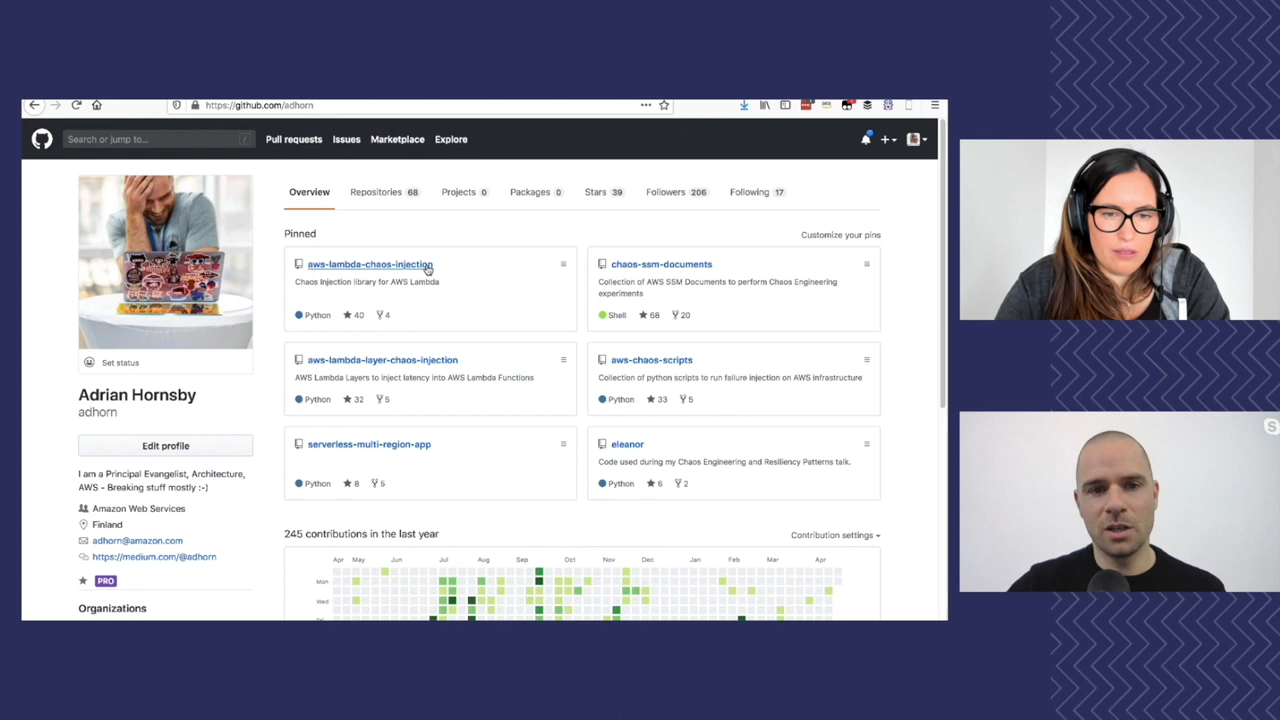 https://github.com/adhorn
Search or jump to... /
Pull requests Issues Marketplace Explore
Overview Repositories 68 Projects 0 Packages 0 Stars 39 Followers 206 Following 17
Pinned
Customize your pins
aws-lambda-chaos-injection
Chaos Injection library for AWS Lambda
Python 40 4
chaos-ssm-documents
Collection of AWS SSM Documents to perform Chaos Engineering
experiments
Shell 68 20
aws-lambda-layer-chaos-injection
AWS Lambda Layers to inject latency into AWS Lambda Functions
Python 32 5
aws-chaos-scripts
Collection of python scripts to run failure injection on AWS infrastructure
Python 33 5
serverless-multi-region-app
Python 8 5
eleanor
Code used during my Chaos Engineering and Resiliency Patterns talk.
Python 6 2
Set status
Adrian Hornsby
adhorn
Edit profile
I am a Principal Evangelist, Architecture,
AWS - Breaking stuff mostly :-)
Amazon Web Services
Finland
adhorn@amazon.com
https://medium.com/@adhorn
PRO
Organizations
245 contributions in the last year
Contribution settings
Apr May Jun Jul Aug Sep Oct Nov Dec Jan Feb Mar Apr
Mon
Wed